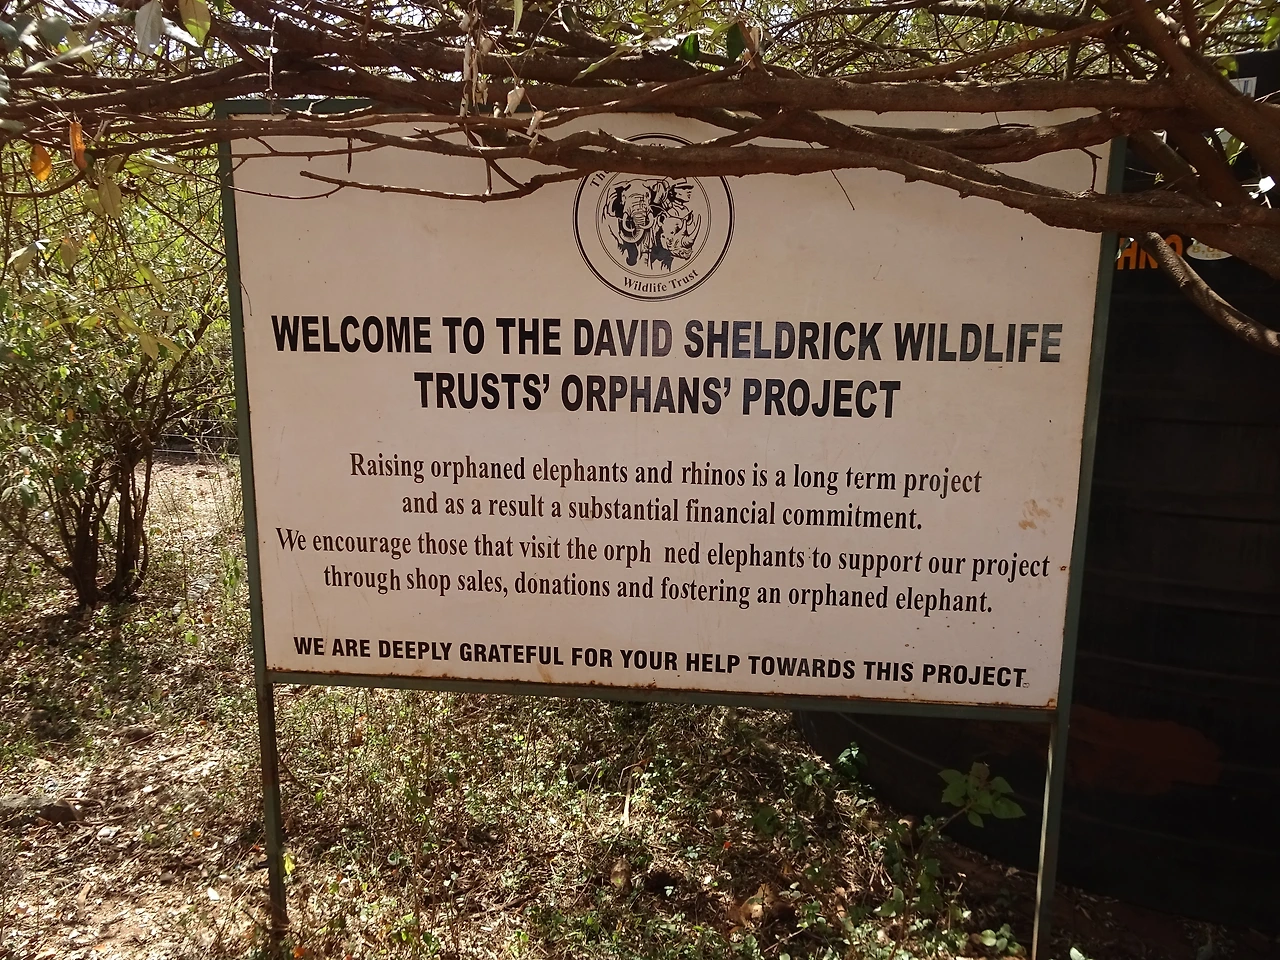 Wildlife Trust
WELCOME TO THE DAVID SHELDRICK WILDLIFE
TRUSTS' ORPHANS' PROJECT
Raising orphaned elephants and rhinos is a long term project
and as a result a substantial financial commitment.
We encourage those that visit the orph ned elephants to support our project
through shop sales, donations and fostering an orphaned elephant.
WE ARE DEEPLY GRATEFUL FOR YOUR HELP TOWARDS THIS PROJECT